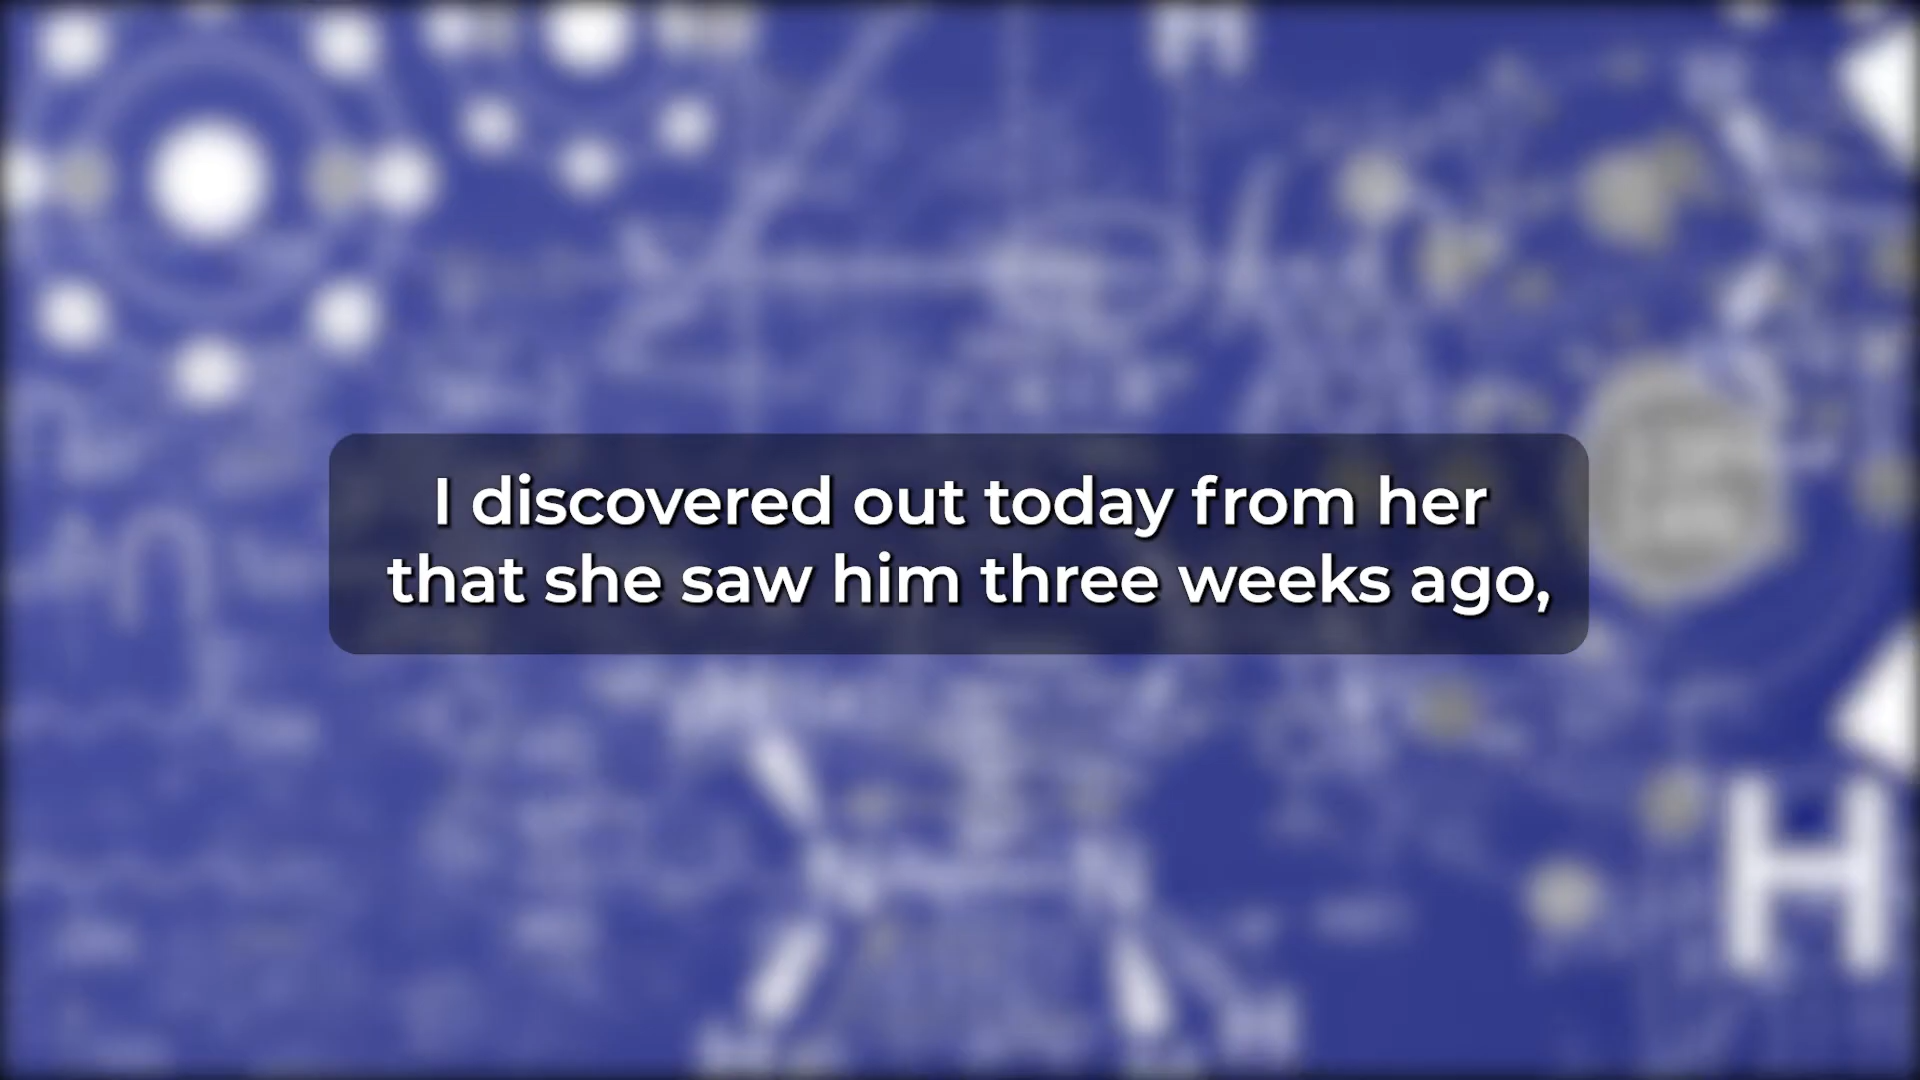 I discovered out today from her
that she saw him three weeks ago,